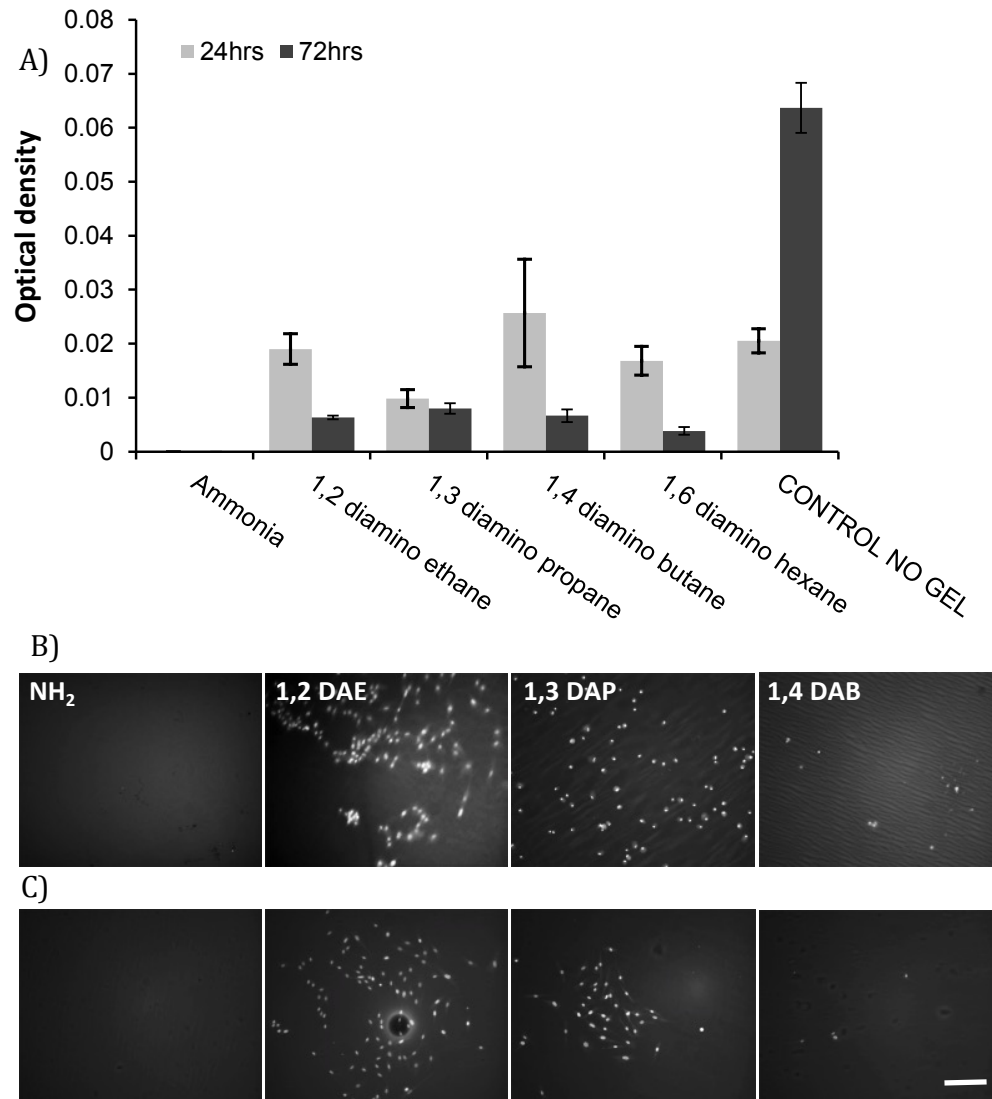 A)
0.08
0.07
0.06
0.05
0.04
0.03
0.02
0.01
0
Optical density
24hrs 72hrs
Ammonia
1,2 diamino ethane
1,3 diamino propane
1,4 diamino butane
1,6 diamino hexane
CONTROL NO GEL
B)
NH₂ 1,2 DAE 1,3 DAP 1,4 DAB
C)